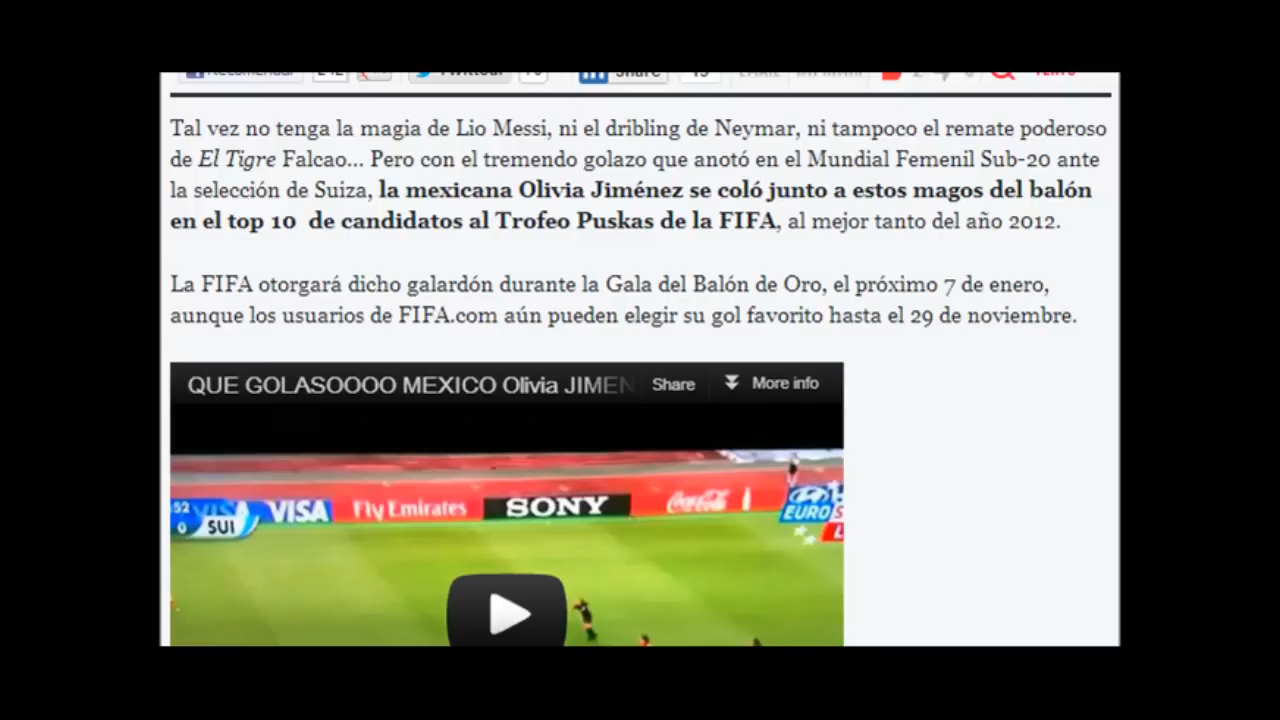 Share
Tal vez no tenga la magia de Lio Messi, ni el dribling de Neymar, ni tampoco el remate poderoso
de El Tigre Falcao... Pero con el tremendo golazo que anotó en el Mundial Femenil Sub-20 ante
la selección de Suiza, la mexicana Olivia Jiménez se coló junto a estos magos del balón
en el top 10 de candidatos al Trofeo Puskas de la FIFA, al mejor tanto del año 2012.
La FIFA otorgará dicho galardón durante la Gala del Balón de Oro, el próximo 7 de enero,
aunque los usuarios de FIFA.com aún pueden elegir su gol favorito hasta el 29 de noviembre.
QUE GOLASOOOO MEXICO Olivia JIMEN Share More info
VISA Fly Emirates SONY Coca-Cola
52
0 SUI
EURO